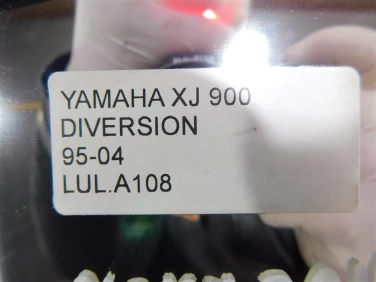 YAMAHA XJ 900
DIVERSION
95-04
LUL.A108